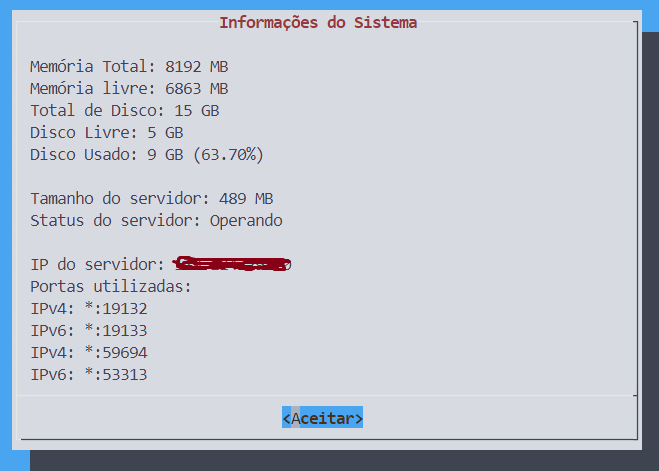 Informações do Sistema
Memória Total: 8192 MB
Memória livre: 6863 MB
Total de Disco: 15 GB
Disco Livre: 5 GB
Disco Usado: 9 GB (63.70%)
Tamanho do servidor: 489 MB
Status do servidor: Operando
IP do servidor:
Portas utilizadas:
IPv4: *:19132
IPv6: *:19133
IPv4: *:59694
IPv6: *:53313
<Aceitar>